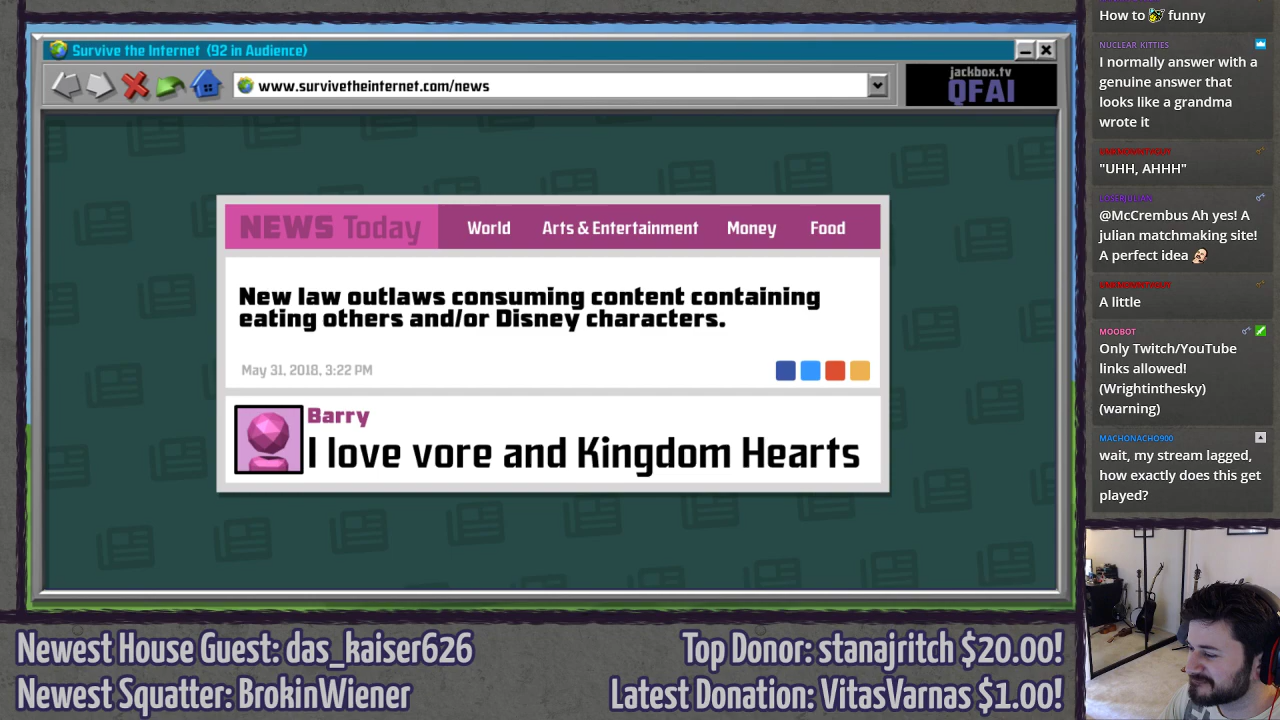 Survive the Internet (92 in Audience)
www.survivetheinternet.com/news
jackbox.tv
QFAI
NEWS Today
World
Arts & Entertainment
Money
Food
New law outlaws consuming content containing
eating others and/or Disney characters.
May 31, 2018, 3:22 PM
Barry
I love vore and Kingdom Hearts
How to funny
NUCLEAR KITTIES
I normally answer with a
genuine answer that
looks like a grandma
wrote it
"UHH, AHHH"
@McCrembus Ah yes! A
julian matchmaking site!
A perfect idea
A little
MOOBOT
Only Twitch/YouTube
links allowed!
(Wrightinthesky)
(warning)
MACHONACHO900
wait, my stream lagged,
how exactly does this get
played?
Newest House Guest: das_kaiser626
Newest Squatter: BrokinWiener
Top Donor: stanajritch $20.00!
Latest Donation: VitasVarnas $1.00!